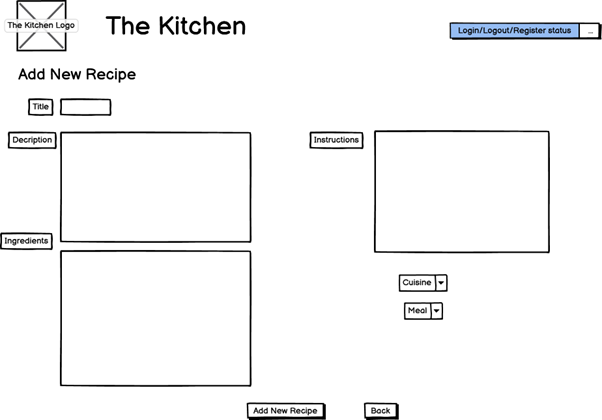 The Kitchen Logo
The Kitchen
Login/Logout/Register status
...
Add New Recipe
Title
Decription
Instructions
Ingredients
Cuisine
Meal
Add New Recipe
Back